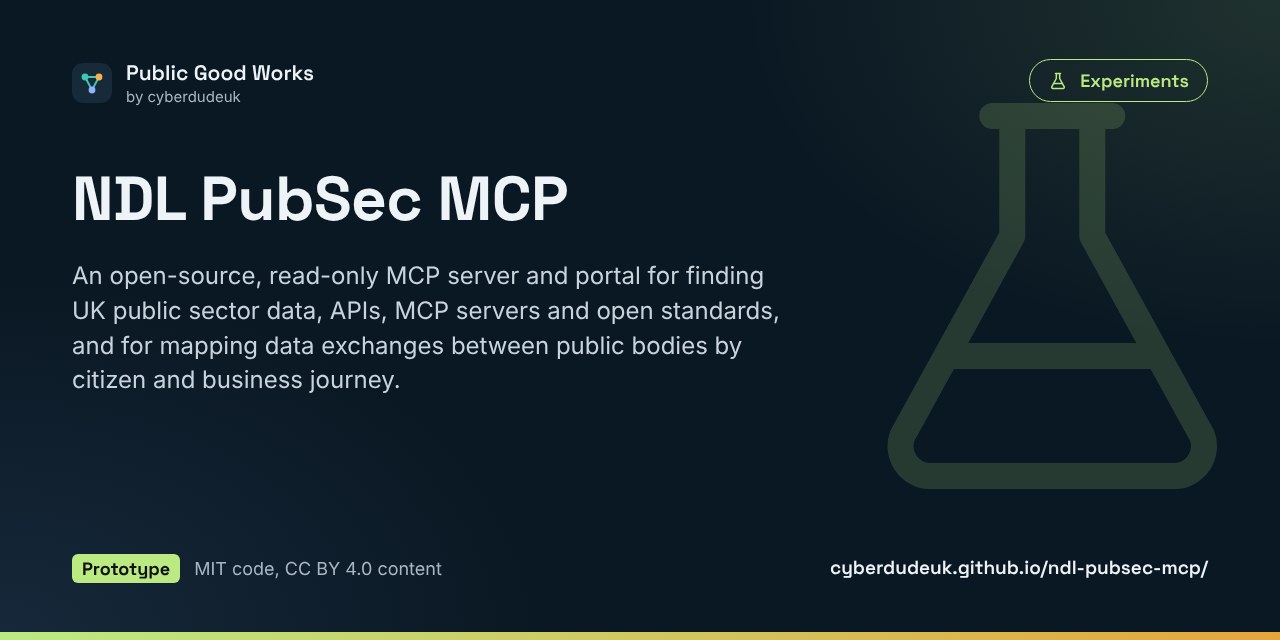 Public Good Works
by cyberdudeuk
Experiments
NDL PubSec MCP
An open-source, read-only MCP server and portal for finding
UK public sector data, APIs, MCP servers and open standards,
and for mapping data exchanges between public bodies by
citizen and business journey.
Prototype
MIT code, CC BY 4.0 content
cyberdudeuk.github.io/ndl-pubsec-mcp/